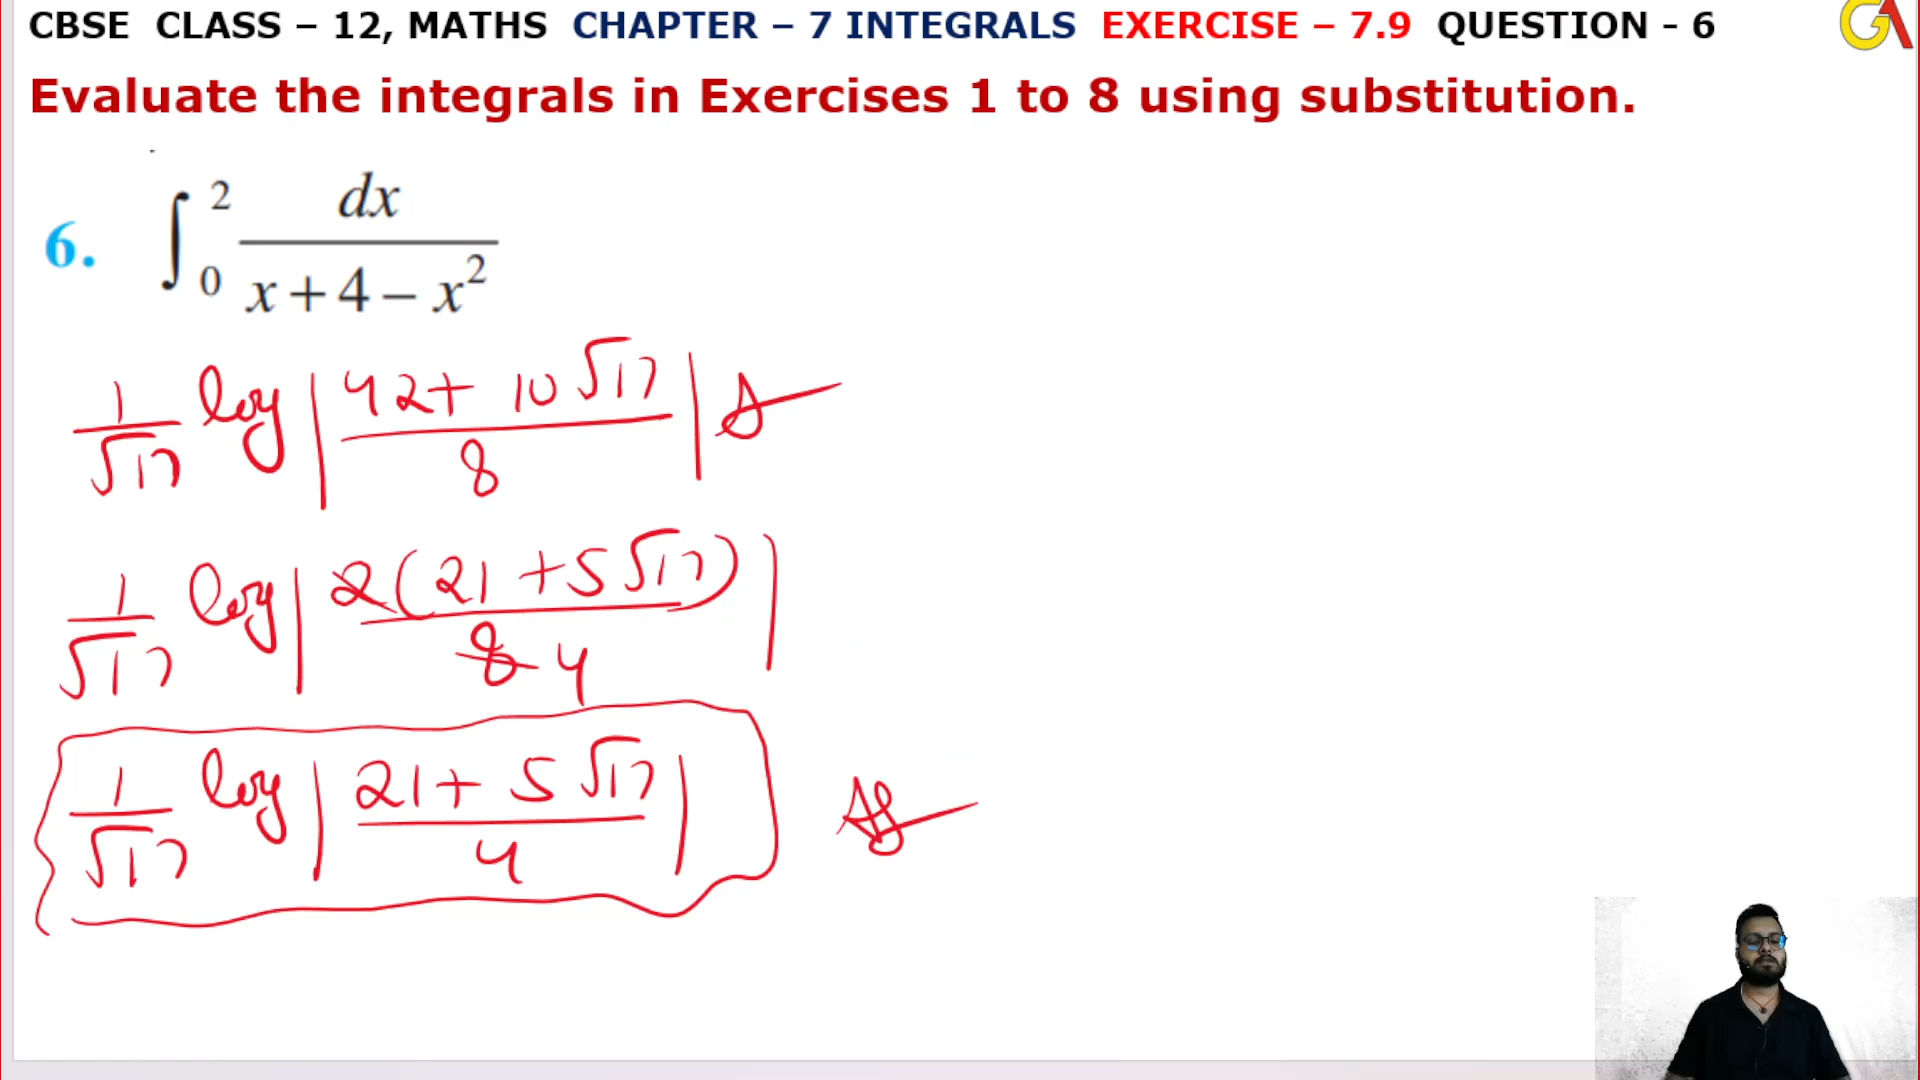 CBSE CLASS – 12, MATHS CHAPTER – 7 INTEGRALS EXERCISE – 7.9 QUESTION - 6
GA
Evaluate the integrals in Exercises 1 to 8 using substitution.
6. ∫₀² dx / (x + 4 – x²)
1/√17 log | (42 + 10√17) / 8 |
1/√17 log | 2(21 + 5√17) / 8 4 |
1/√17 log | (21 + 5√17) / 4 |